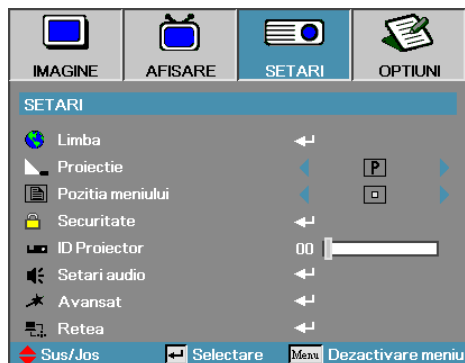 IMAGINE AFISARE SETARI OPTIUNI
SETARI
Limba
Proiectie P
Pozitia meniului
Securitate
ID Proiector 00
Setari audio
Avansat
Retea
Sus/Jos Selectare Menu Dezactivare meniu